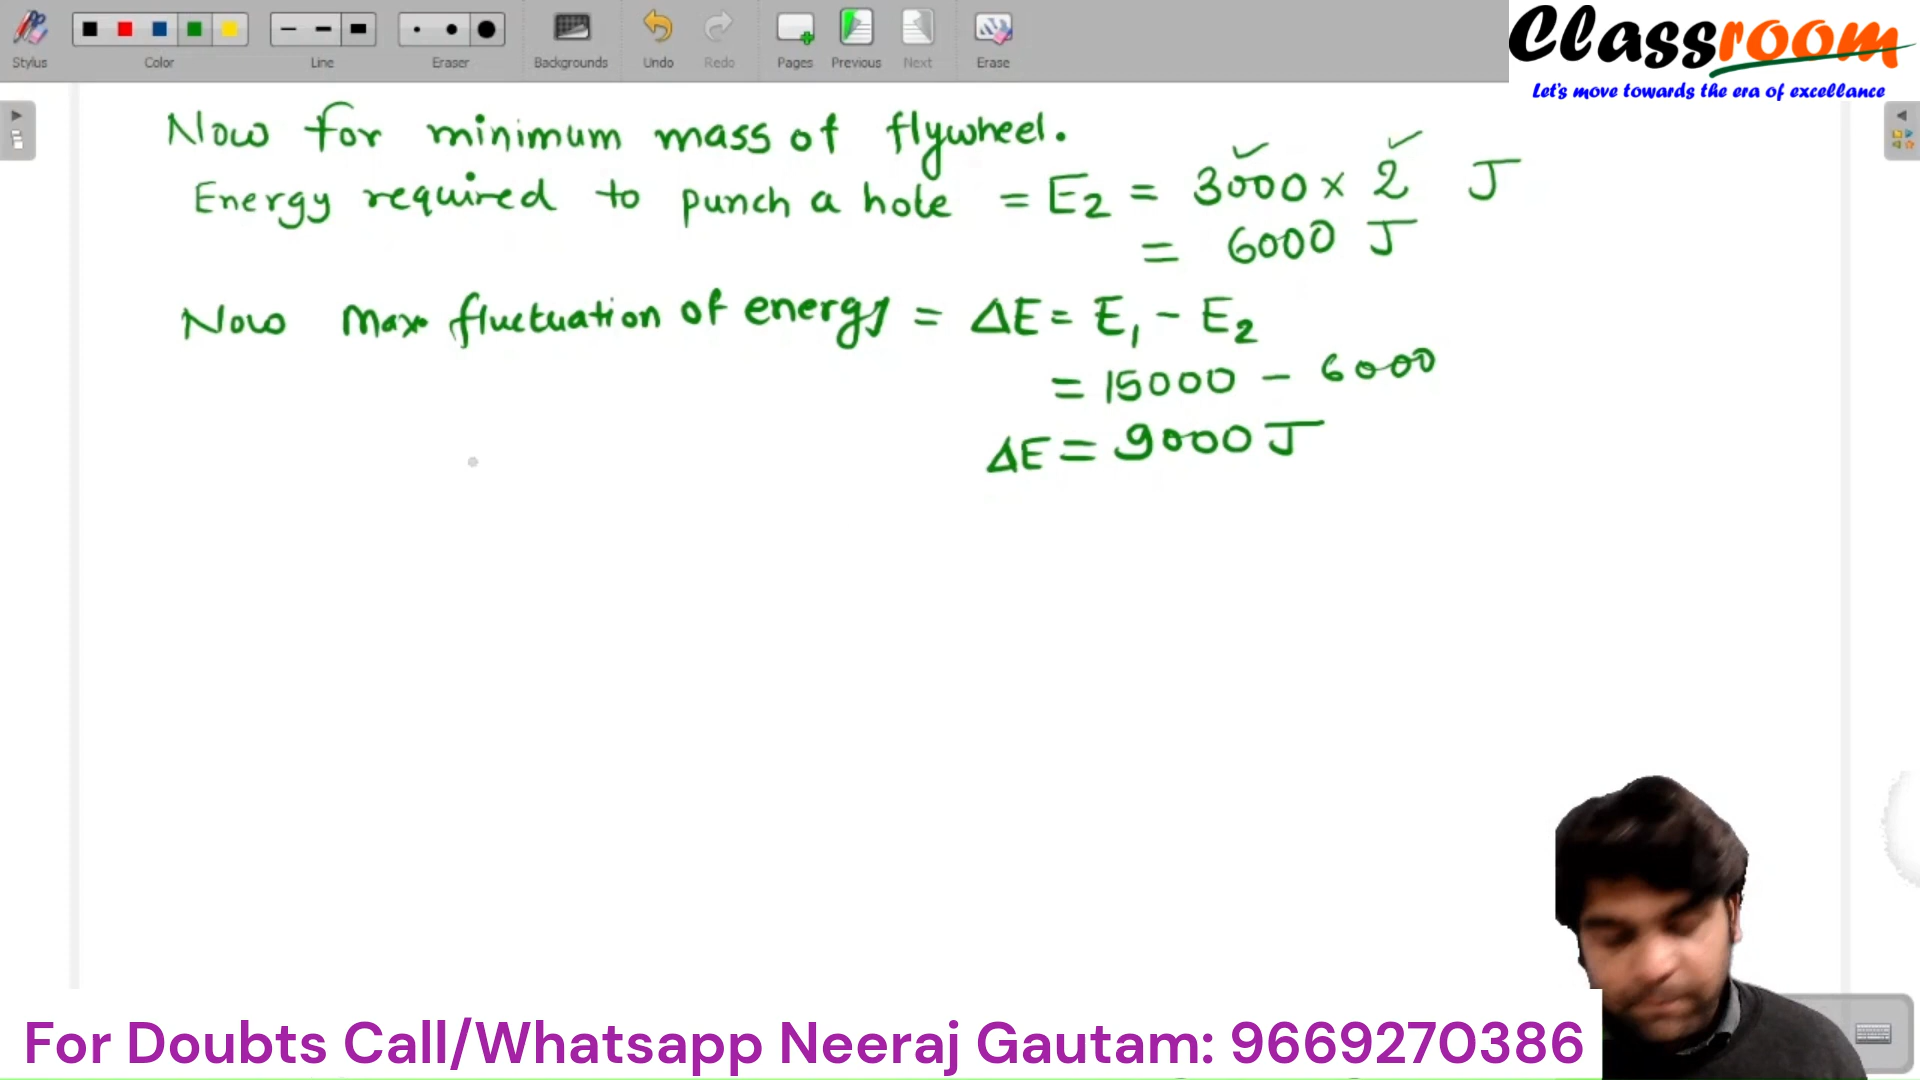 Stylus Color Line Eraser Backgrounds Undo Redo Pages Previous Next Erase
Classroom
Let's move towards the era of excellance
Now for minimum mass of flywheel.
Energy required to punch a hole = E2 = 3000 × 2 J
= 6000 J
Now Max. fluctuation of energy = ΔE = E1 - E2
= 15000 - 6000
ΔE = 9000 J
For Doubts Call/Whatsapp Neeraj Gautam: 9669270386